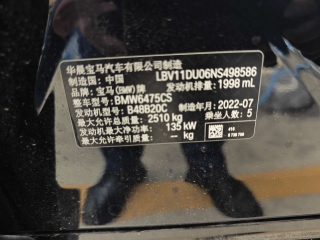 华晨宝马汽车有限公司制造
制造国：中国 LBV11DU06NS498586
品牌：宝马(BMW)牌 发动机排量：1998 mL
整车型号：BMW6475CS
发动机型号：B48B20C 制造年月：2022-07
最大允许总质量：2510 kg 乘坐人数：5
发动机最大净功率：135 kW
最大允许牵引质量：-- kg